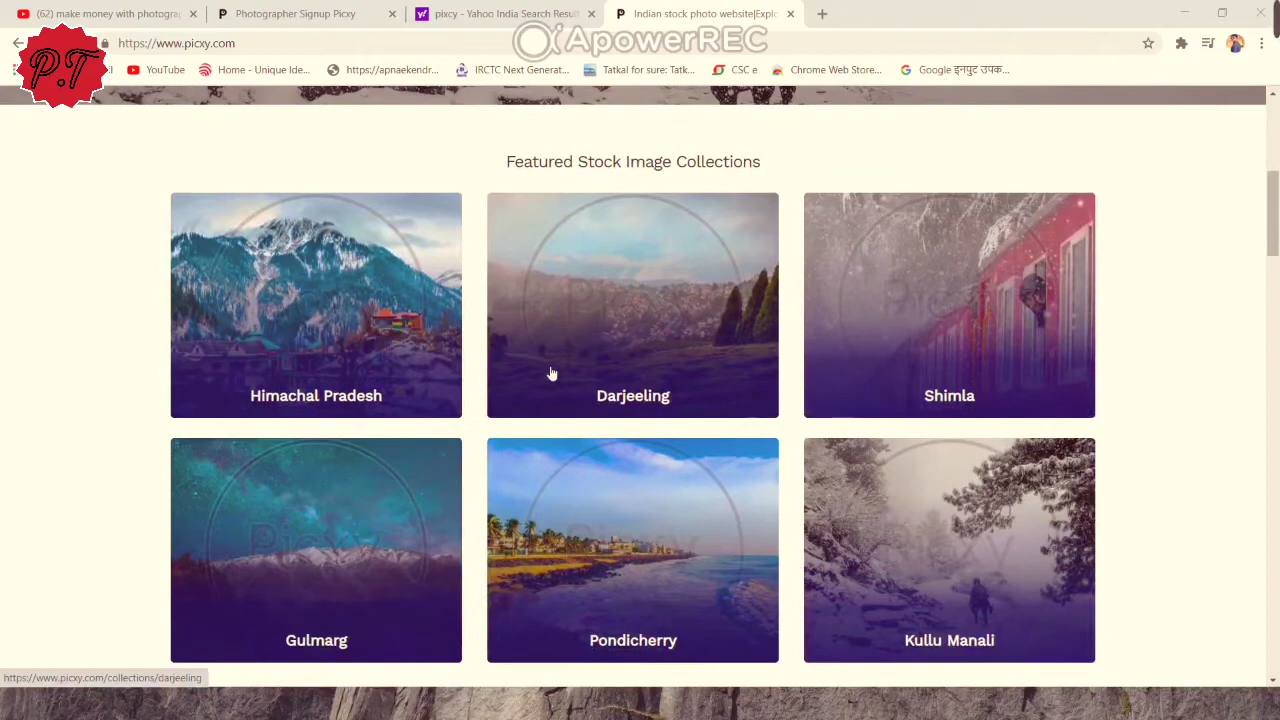 (62) make money with photograp
Photographer Signup Picxy
pixcy - Yahoo India Search Result
Indian stock photo website|Explo
ApowerREC
P.T
https://www.picxy.com
YouTube
Home - Unique Ide...
https://apnaekendr...
IRCTC Next Generat...
Tatkal for sure: Tatk...
CSC e
Chrome Web Store...
Google इनपुट उपक...
Featured Stock Image Collections
Himachal Pradesh
Darjeeling
Shimla
Picxy
Gulmarg
Pondicherry
Kullu Manali
https://www.picxy.com/collections/darjeeling